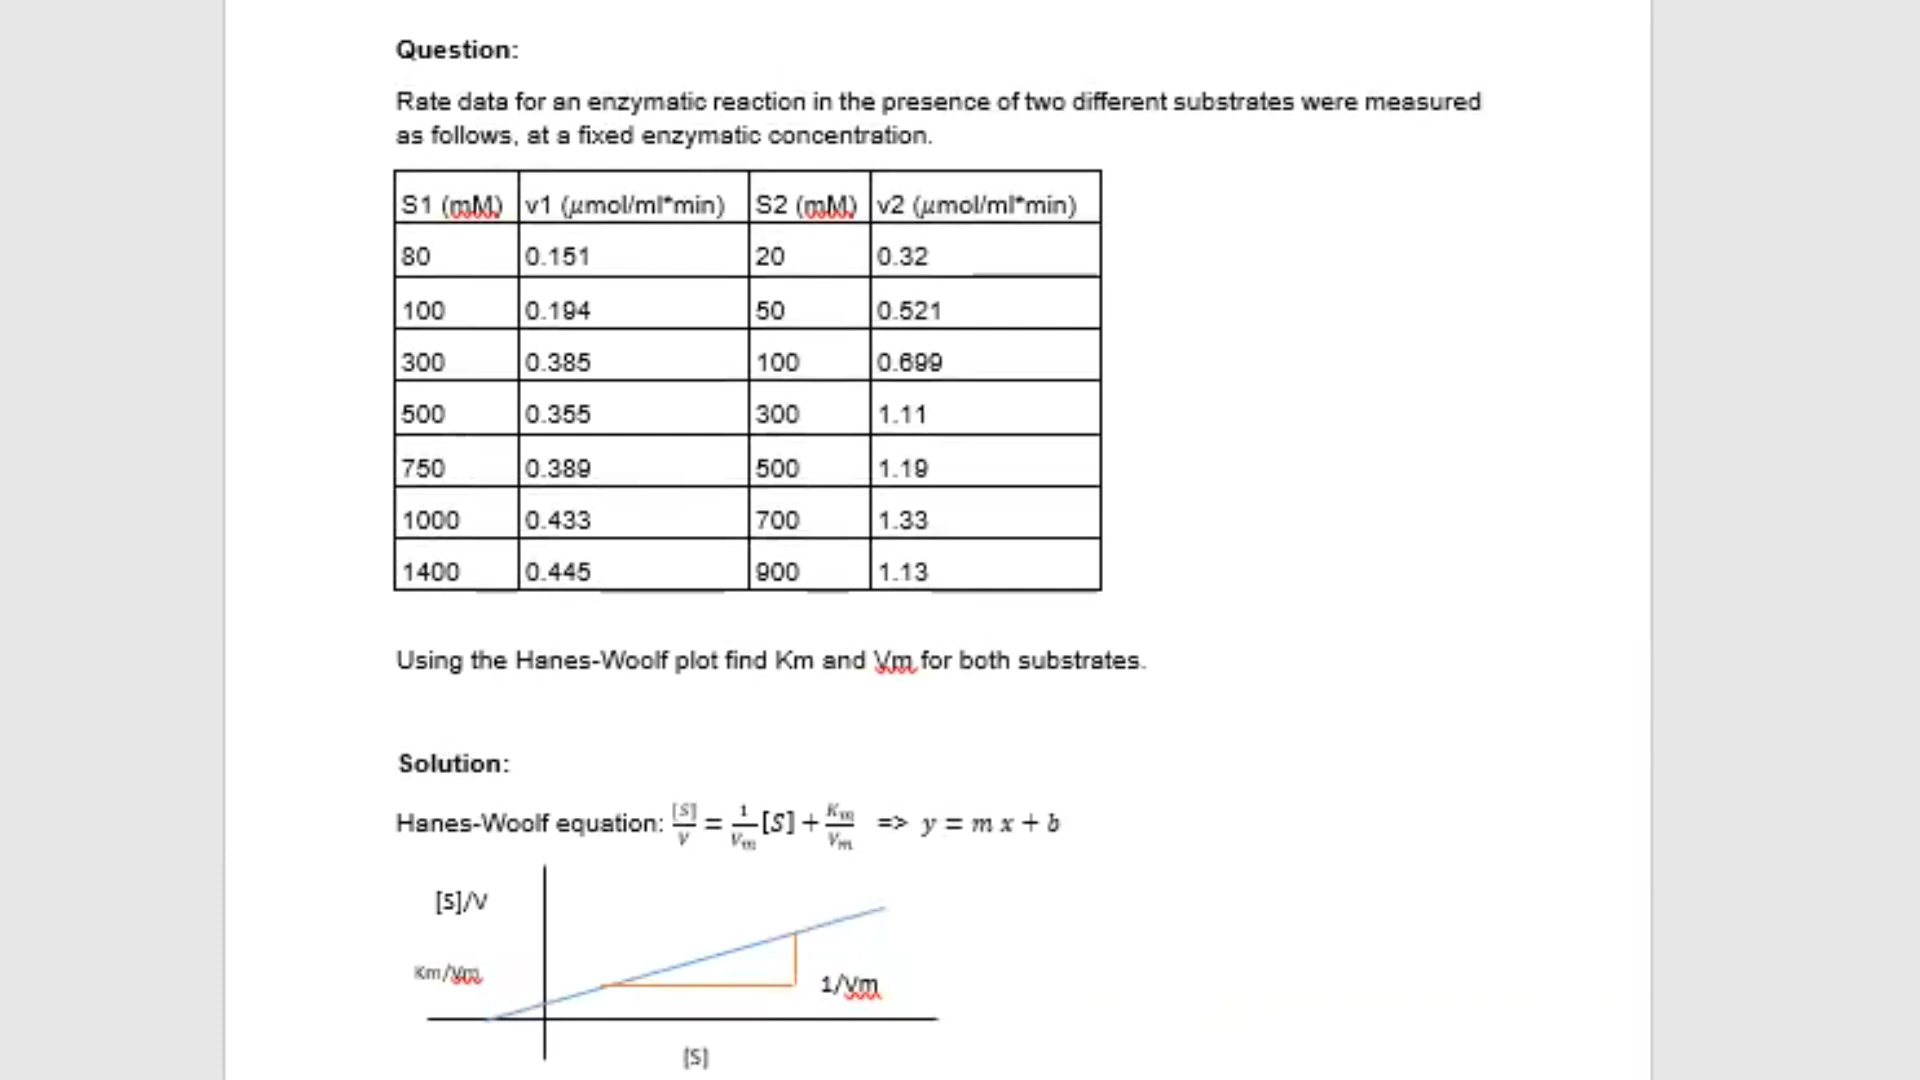 Question:
Rate data for an enzymatic reaction in the presence of two different substrates were measured
as follows, at a fixed enzymatic concentration.
S1 (mM) v1 (μmol/ml*min) S2 (mM) v2 (μmol/ml*min)
80 0.151 20 0.32
100 0.194 50 0.521
300 0.385 100 0.699
500 0.355 300 1.11
750 0.389 500 1.19
1000 0.433 700 1.33
1400 0.445 900 1.13
Using the Hanes-Woolf plot find Km and Vm for both substrates.
Solution:
Hanes-Woolf equation: [S]/V = 1/Vm [S] + Km/Vm => y = m x + b
[S]/V
Km/Vm
1/Vm
[S]